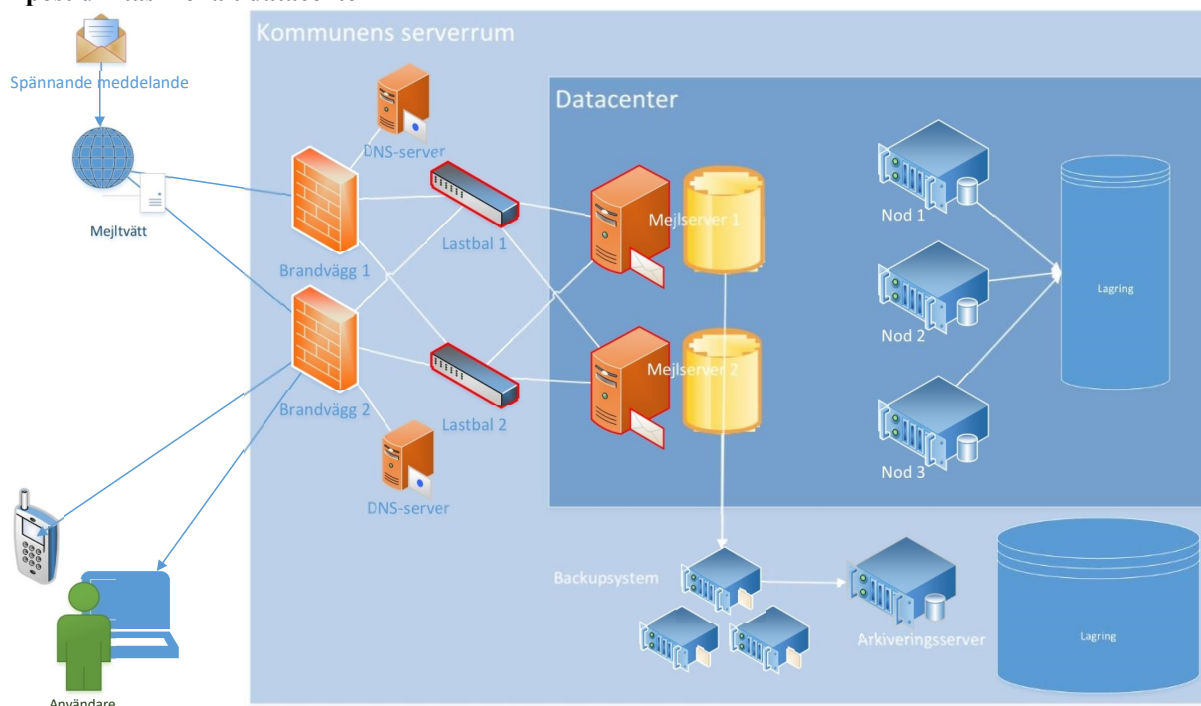 Kommunens serverrum
Spännande meddelande
Datacenter
DNS-server
Mejltvätt
Mejlserver 1
Nod 1
Lastbal 1
Brandvägg 1
Lagring
Nod 2
Mejlserver 2
Brandvägg 2
Lastbal 2
Nod 3
DNS-server
Backupsystem
Arkiveringsserver
Lagring
Användare